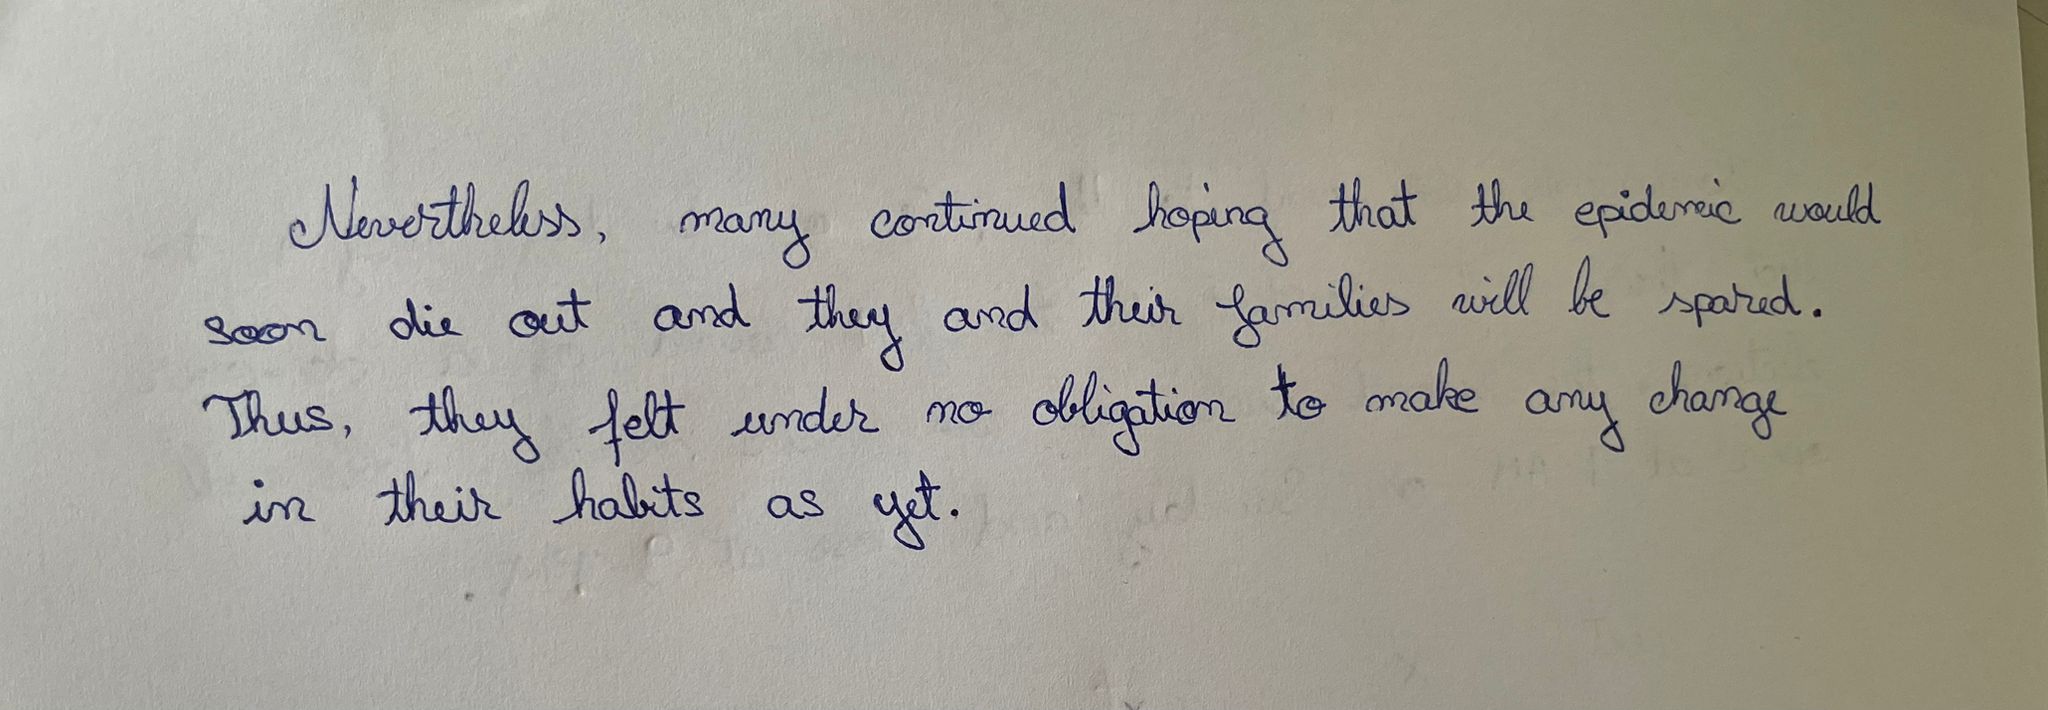 Nevertheless, many continued hoping that the epidemic would
soon die out and they and their families will be spared.
Thus, they felt under no obligation to make any change
in their habits as yet.